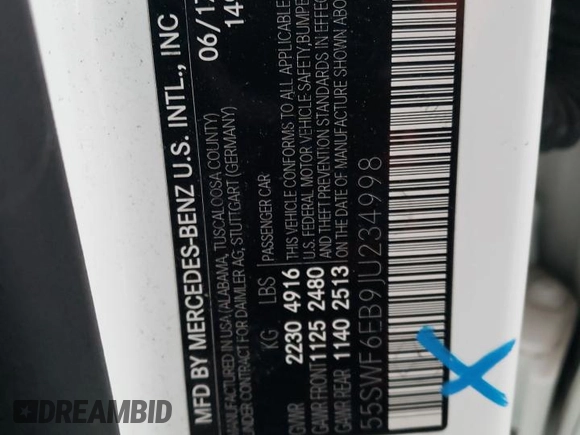 MFD BY MERCEDES-BENZ U.S. INTL., INC 06/17
MANUFACTURED IN USA (ALABAMA, TUSCALOOSA COUNTY)
UNDER CONTRACT FOR DAIMLER AG, STUTTGART (GERMANY)
KG LBS PASSENGER CAR
GVWR 2230 4916 THIS VEHICLE CONFORMS TO ALL APPLICABLE
GAWR FRONT 1125 2480 U.S. FEDERAL MOTOR VEHICLE SAFETY, BUMPER
GAWR REAR 1140 2513 AND THEFT PREVENTION STANDARDS IN EFFECT
ON DATE OF MANUFACTURE SHOWN ABOVE
55SWF6EB9JU234998
X
DREAMBID